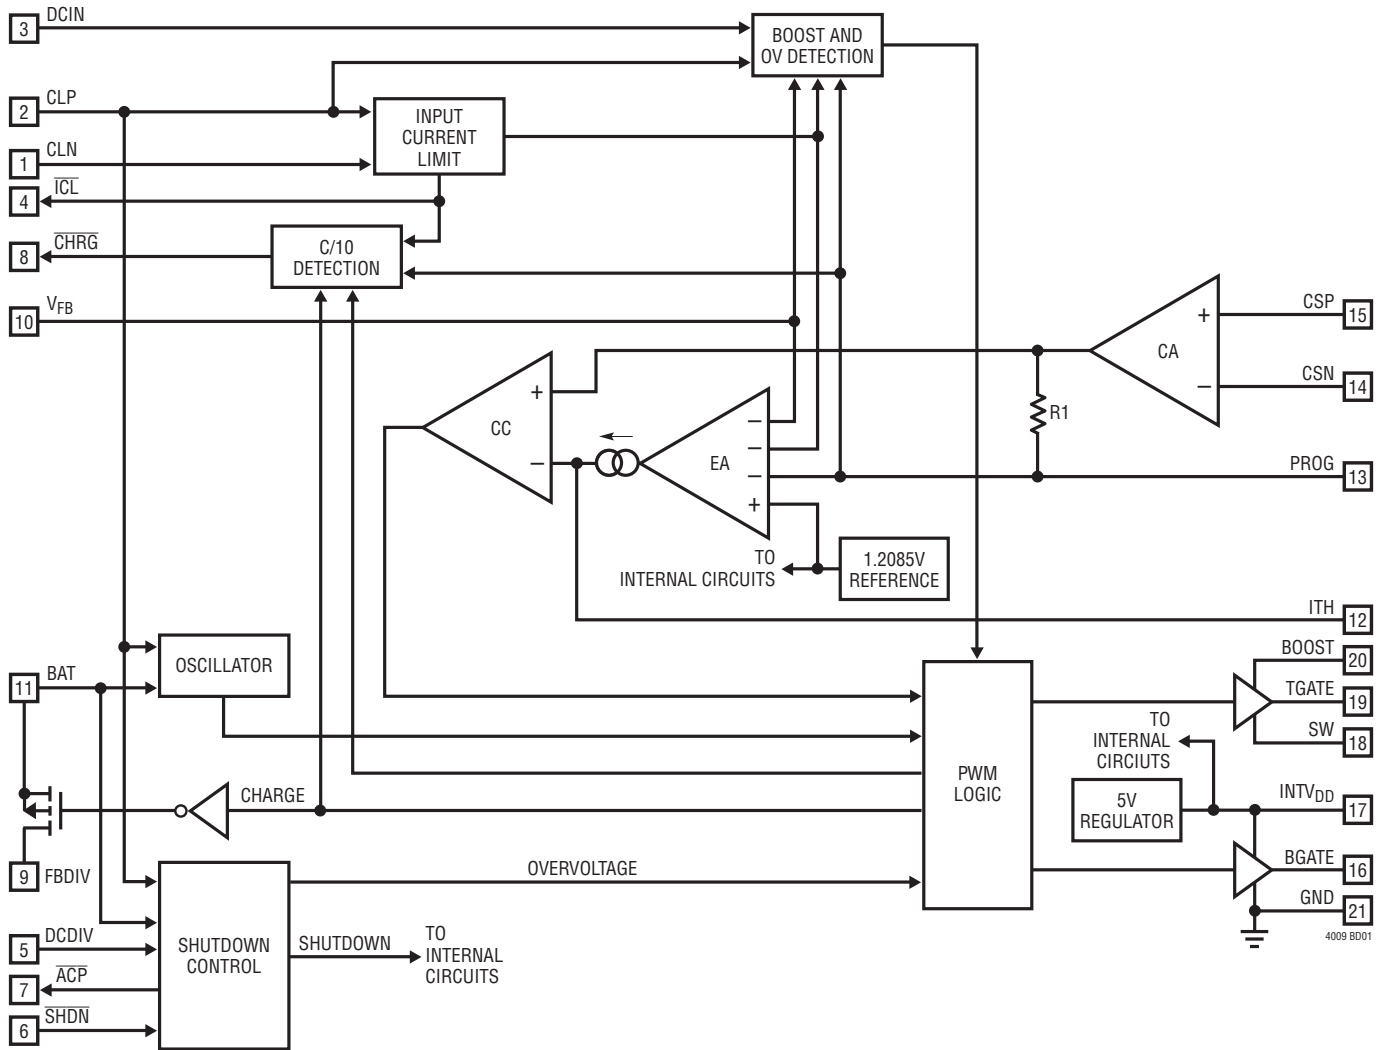 3 DCIN
BOOST AND
OV DETECTION
2 CLP
INPUT
CURRENT
LIMIT
1 CLN
4 ICL
8 CHRG
C/10
DETECTION
10 VFB
CSP 15
+
CA
CSN 14
−
R1
+
CC
−
−
−
EA
−
+
PROG 13
TO
INTERNAL CIRCUITS
1.2085V
REFERENCE
ITH 12
OSCILLATOR
BOOST 20
11 BAT
TGATE 19
TO
INTERNAL
CIRCIUTS
SW 18
PWM
LOGIC
CHARGE
5V
REGULATOR
INTVDD 17
9 FBDIV
OVERVOLTAGE
BGATE 16
GND 21
4009 BD01
5 DCDIV
SHUTDOWN
CONTROL
SHUTDOWN
TO
INTERNAL
CIRCUITS
7 ACP
6 SHDN